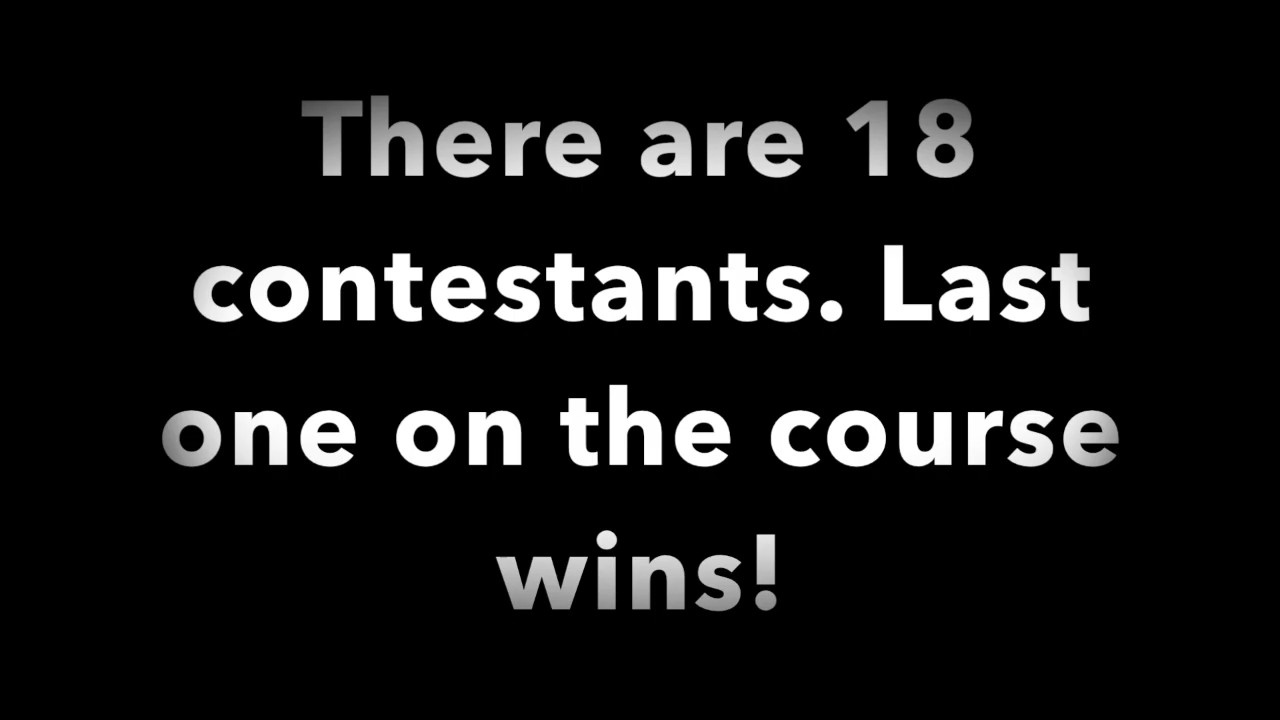 There are 18
contestants. Last
one on the course
wins!